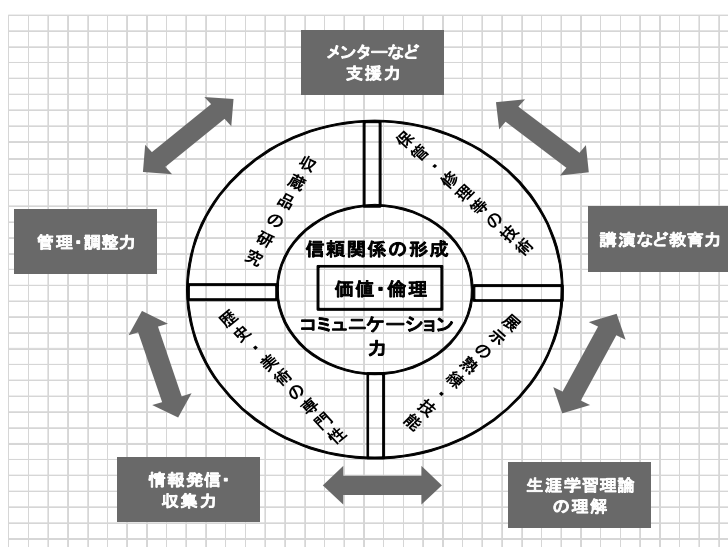 メンターなど
支援力
収蔵品の研究
保管・修理等の技術
管理・調整力
講演など教育力
信頼関係の形成
価値・倫理
コミュニケーション
力
歴史・美術の専門性
展示の熟練・技能
情報発信・
収集力
生涯学習理論
の理解